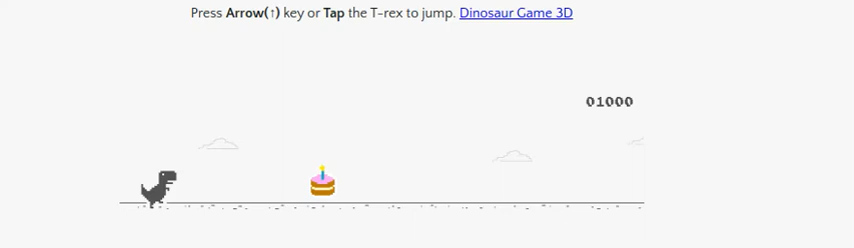 Press Arrow(↑) key or Tap the T-rex to jump. Dinosaur Game 3D
01000